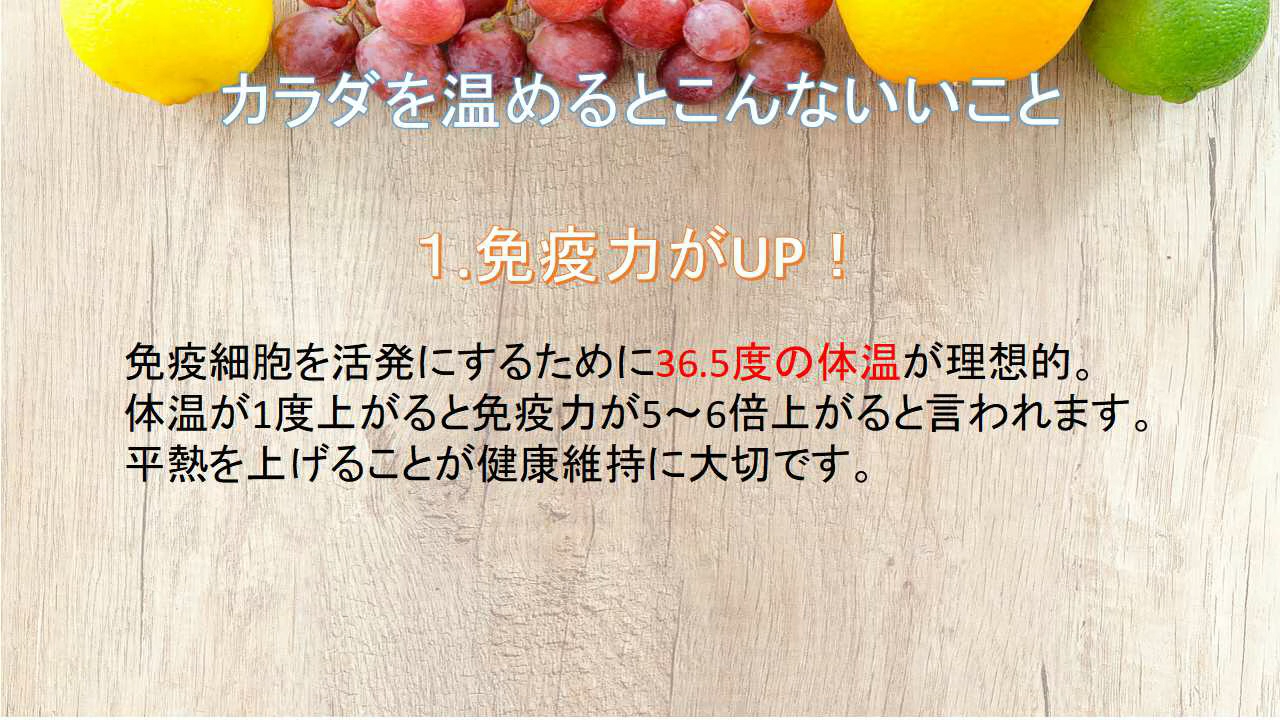 カラダを温めるとこんないいこと
１.免疫力がUP！
免疫細胞を活発にするために36.5度の体温が理想的。
体温が1度上がると免疫力が5～6倍上がると言われます。
平熱を上げることが健康維持に大切です。